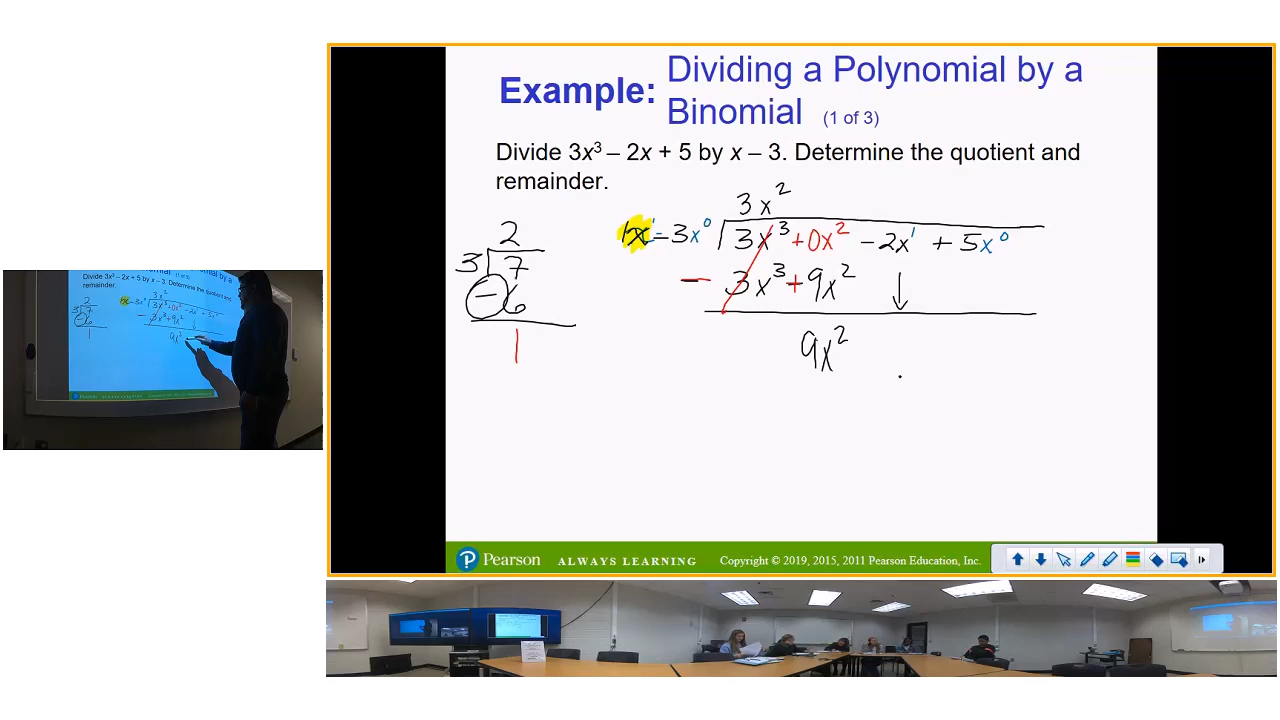 Example: Dividing a Polynomial by a
Binomial (1 of 3)
Divide 3x³ – 2x + 5 by x – 3. Determine the quotient and
remainder.
3x²
1x¹ – 3x⁰ 3x³ + 0x² – 2x¹ + 5x⁰
– 3x³ + 9x²
9x²
2
3 7
– 6
1
Pearson ALWAYS LEARNING Copyright © 2019, 2015, 2011 Pearson Education, Inc.